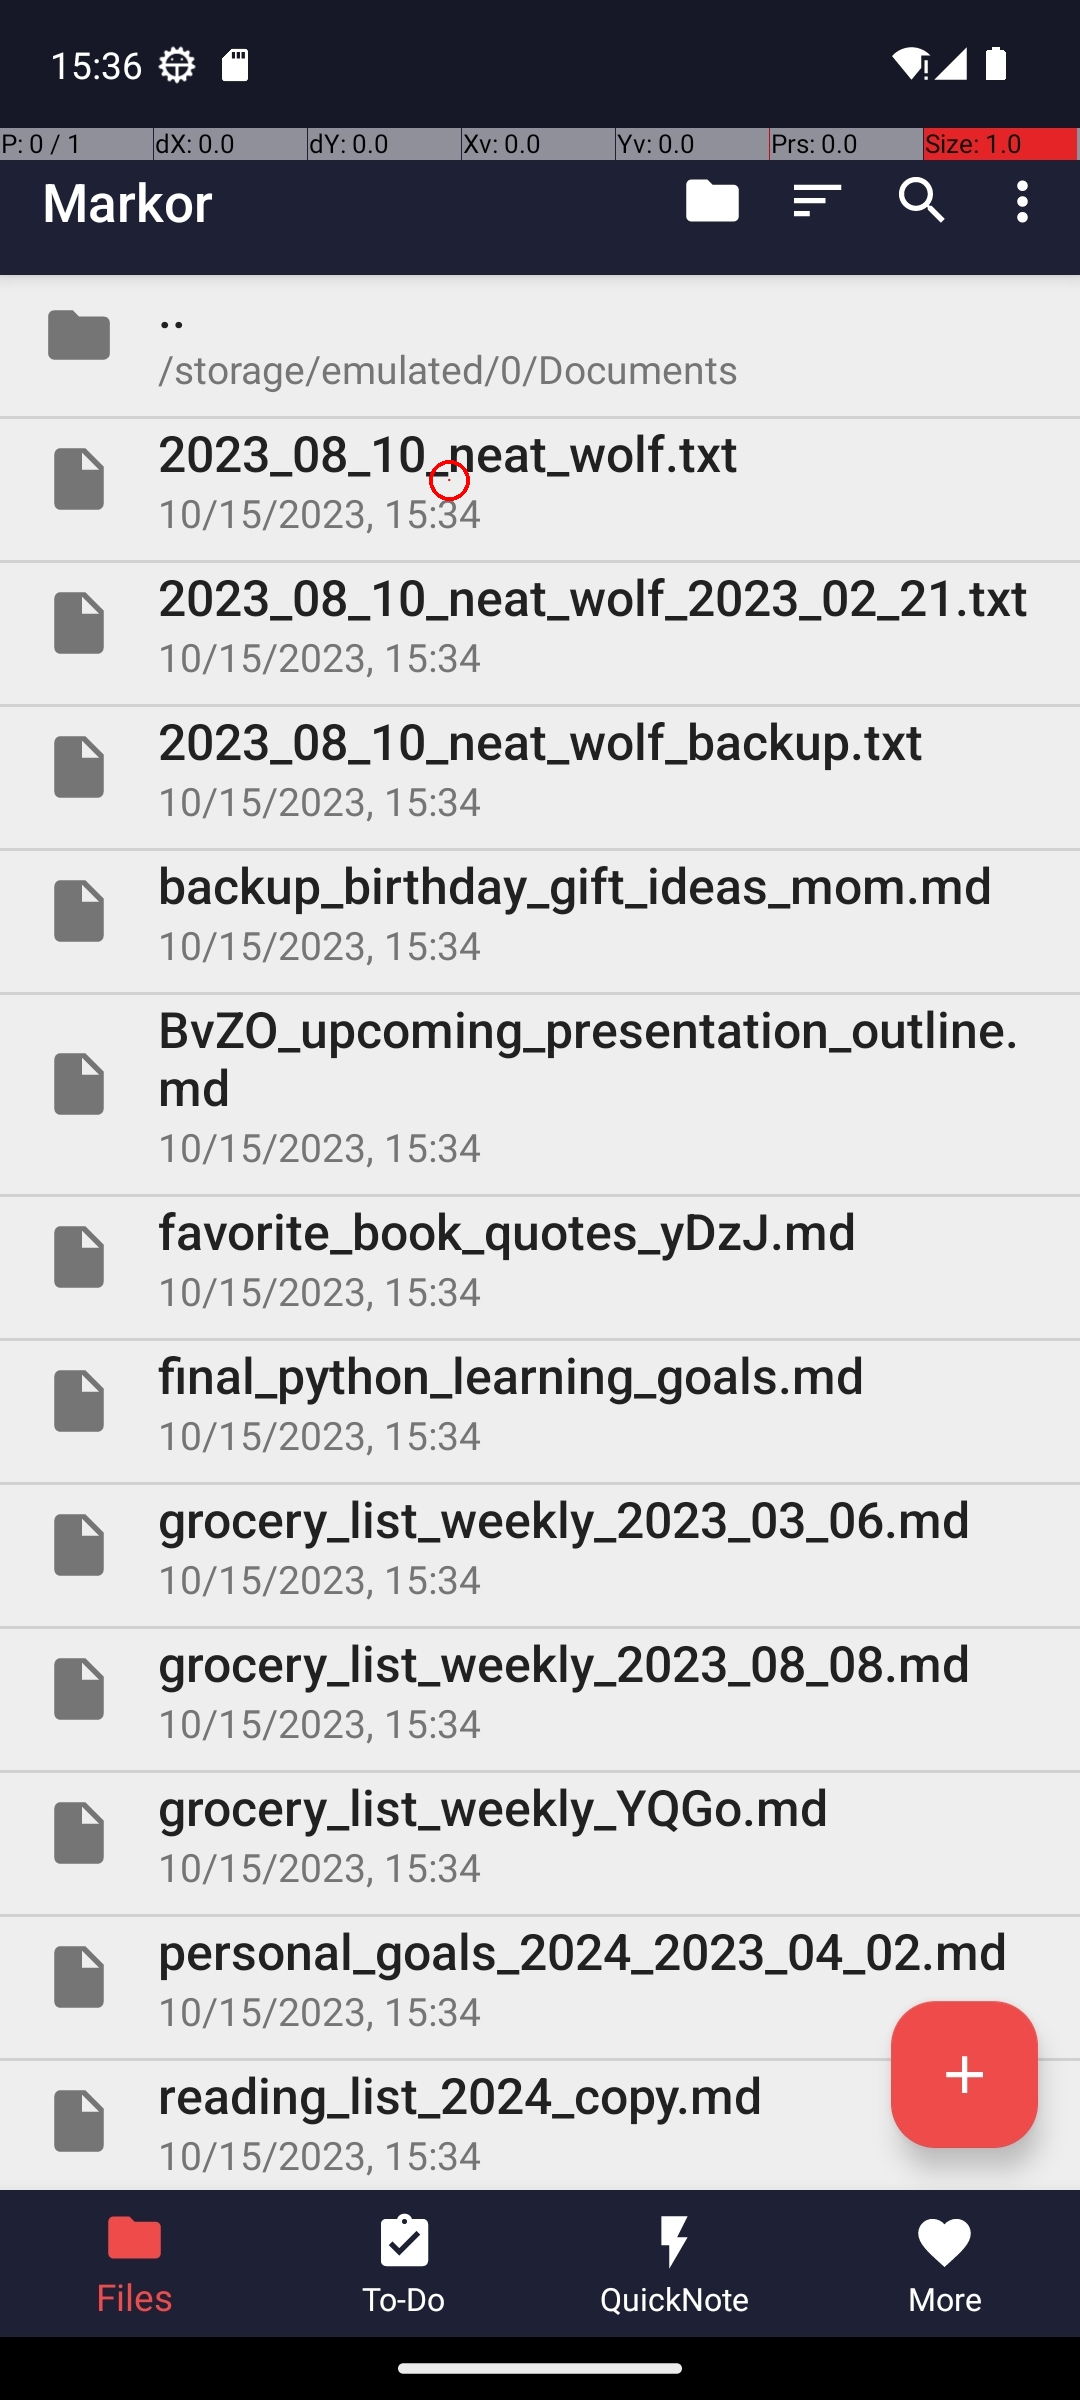 15:36
P: 0 / 1 dX: 0.0 dY: 0.0 Xv: 0.0 Yv: 0.0 Prs: 0.0 Size: 1.0
Markor
..
/storage/emulated/0/Documents
2023_08_10_neat_wolf.txt
10/15/2023, 15:34
2023_08_10_neat_wolf_2023_02_21.txt
10/15/2023, 15:34
2023_08_10_neat_wolf_backup.txt
10/15/2023, 15:34
backup_birthday_gift_ideas_mom.md
10/15/2023, 15:34
BvZO_upcoming_presentation_outline.
md
10/15/2023, 15:34
favorite_book_quotes_yDzJ.md
10/15/2023, 15:34
final_python_learning_goals.md
10/15/2023, 15:34
grocery_list_weekly_2023_03_06.md
10/15/2023, 15:34
grocery_list_weekly_2023_08_08.md
10/15/2023, 15:34
grocery_list_weekly_YQGo.md
10/15/2023, 15:34
personal_goals_2024_2023_04_02.md
10/15/2023, 15:34
reading_list_2024_copy.md
10/15/2023, 15:34
Files To-Do QuickNote More